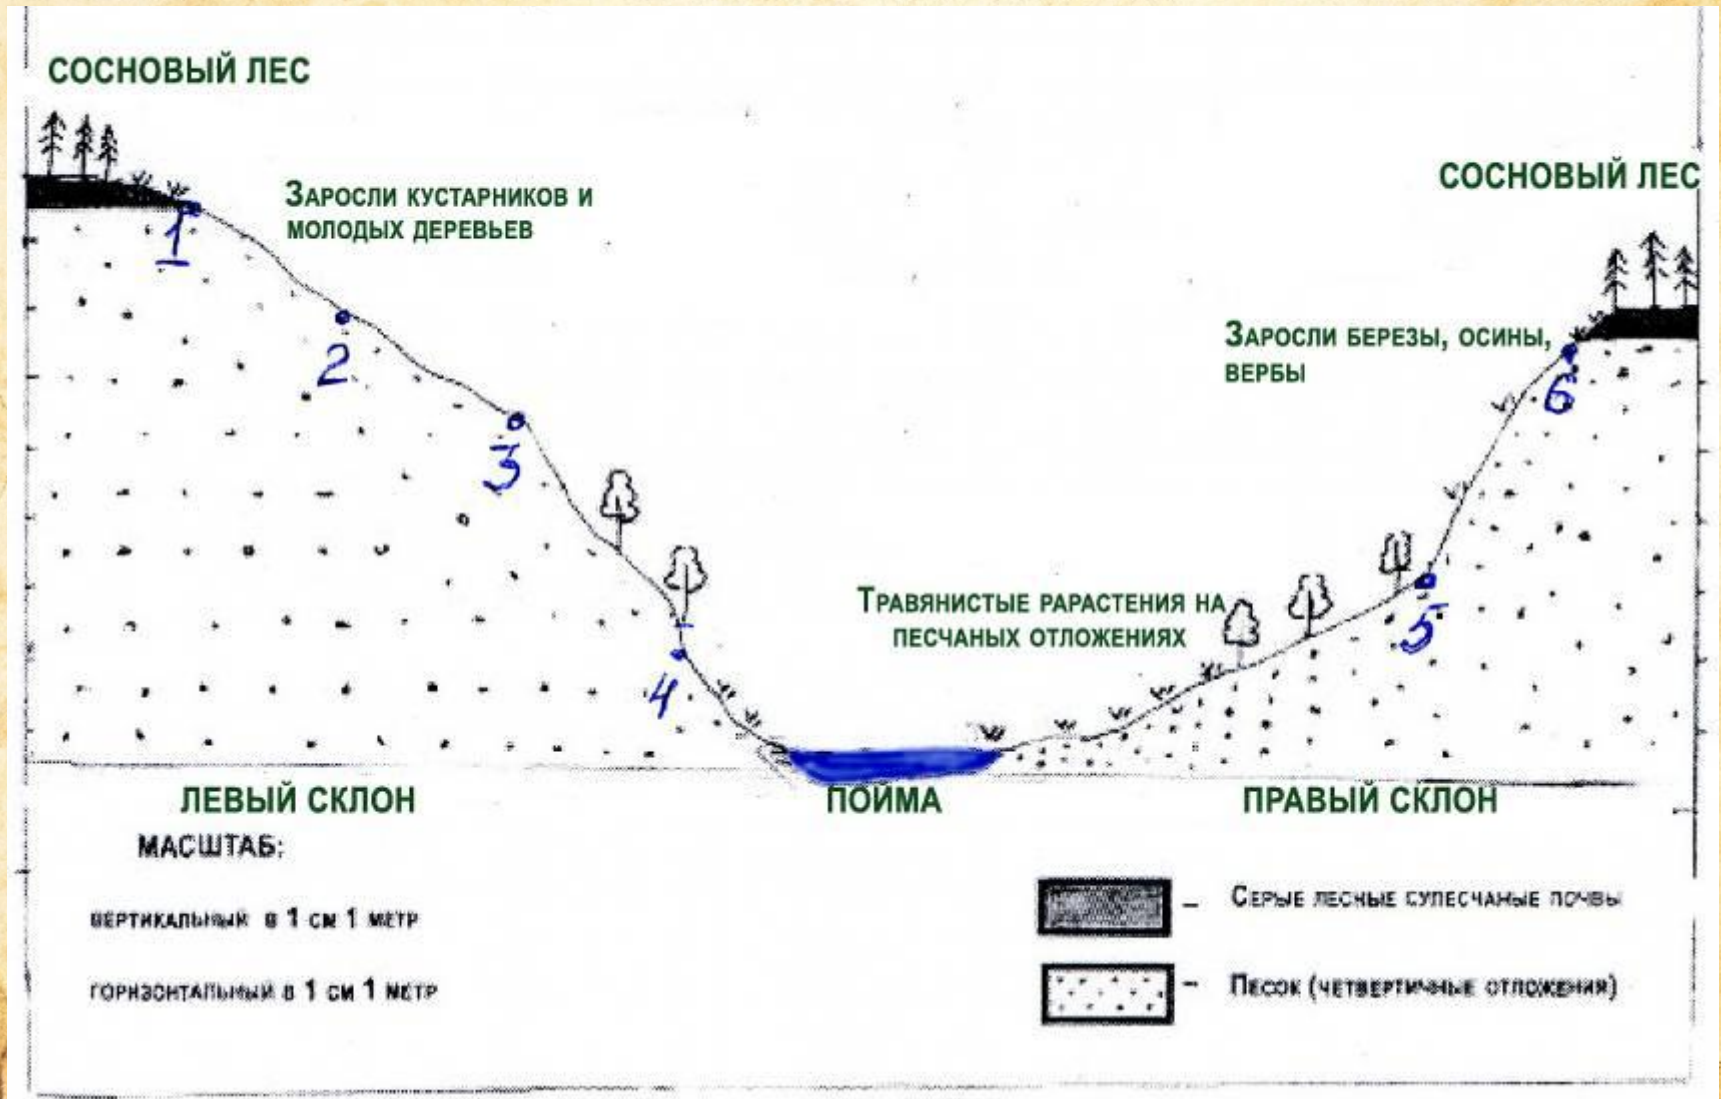 СОСНОВЫЙ ЛЕС
СОСНОВЫЙ ЛЕС
ЗАРОСЛИ КУСТАРНИКОВ И
МОЛОДЫХ ДЕРЕВЬЕВ
1
2
3
4
ЗАРОСЛИ БЕРЕЗЫ, ОСИНЫ,
ВЕРБЫ
6
ТРАВЯНИСТЫЕ РАРАСТЕНИЯ НА
ПЕСЧАНЫХ ОТЛОЖЕНИЯХ
5
ЛЕВЫЙ СКЛОН
ПОЙМА
ПРАВЫЙ СКЛОН
МАСШТАБ:
ВЕРТИКАЛЬНЫЙ В 1 СМ 1 МЕТР
ГОРИЗОНТАЛЬНЫЙ В 1 СМ 1 МЕТР
– СЕРЫЕ ЛЕСНЫЕ СУПЕСЧАНЫЕ ПОЧВЫ
– ПЕСОК (ЧЕТВЕРТИЧНЫЕ ОТЛОЖЕНИЯ)